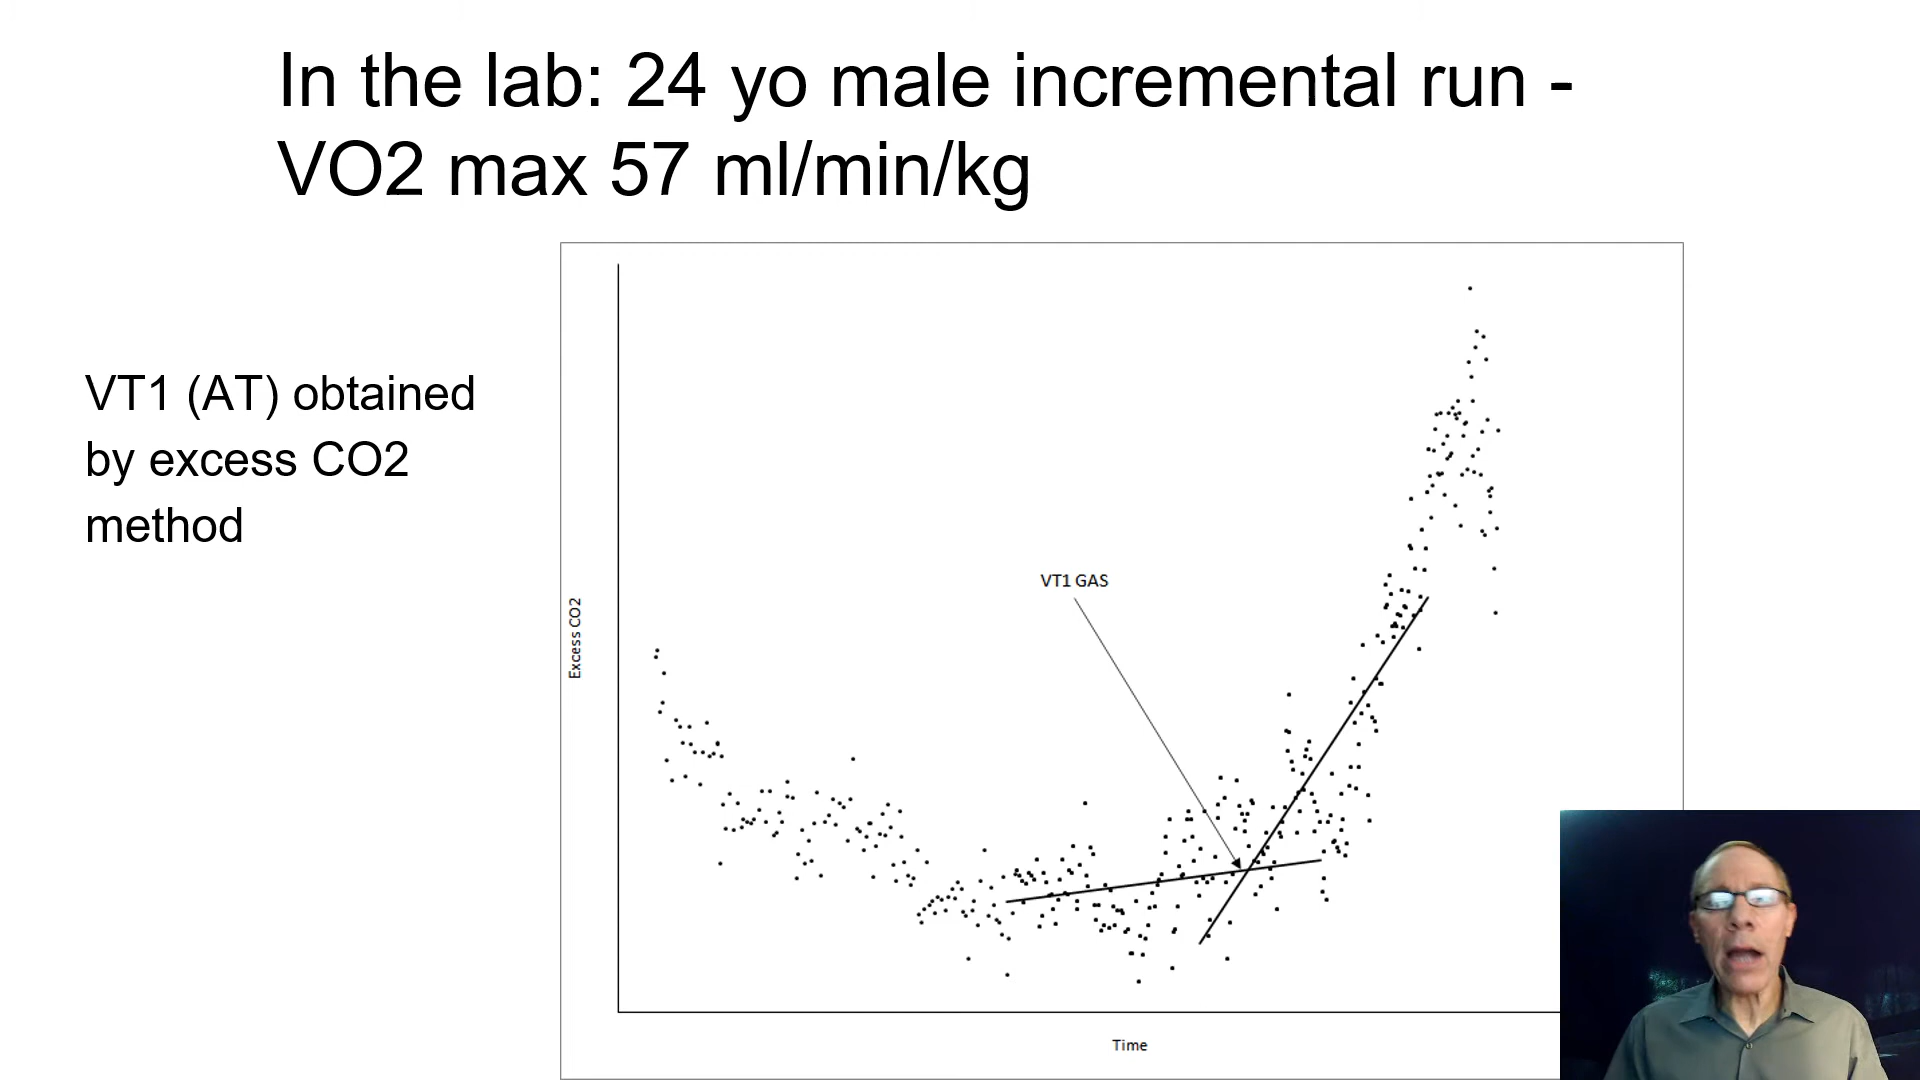 In the lab: 24 yo male incremental run -
VO2 max 57 ml/min/kg
VT1 (AT) obtained
by excess CO2
method
VT1 GAS
Excess CO2
Time